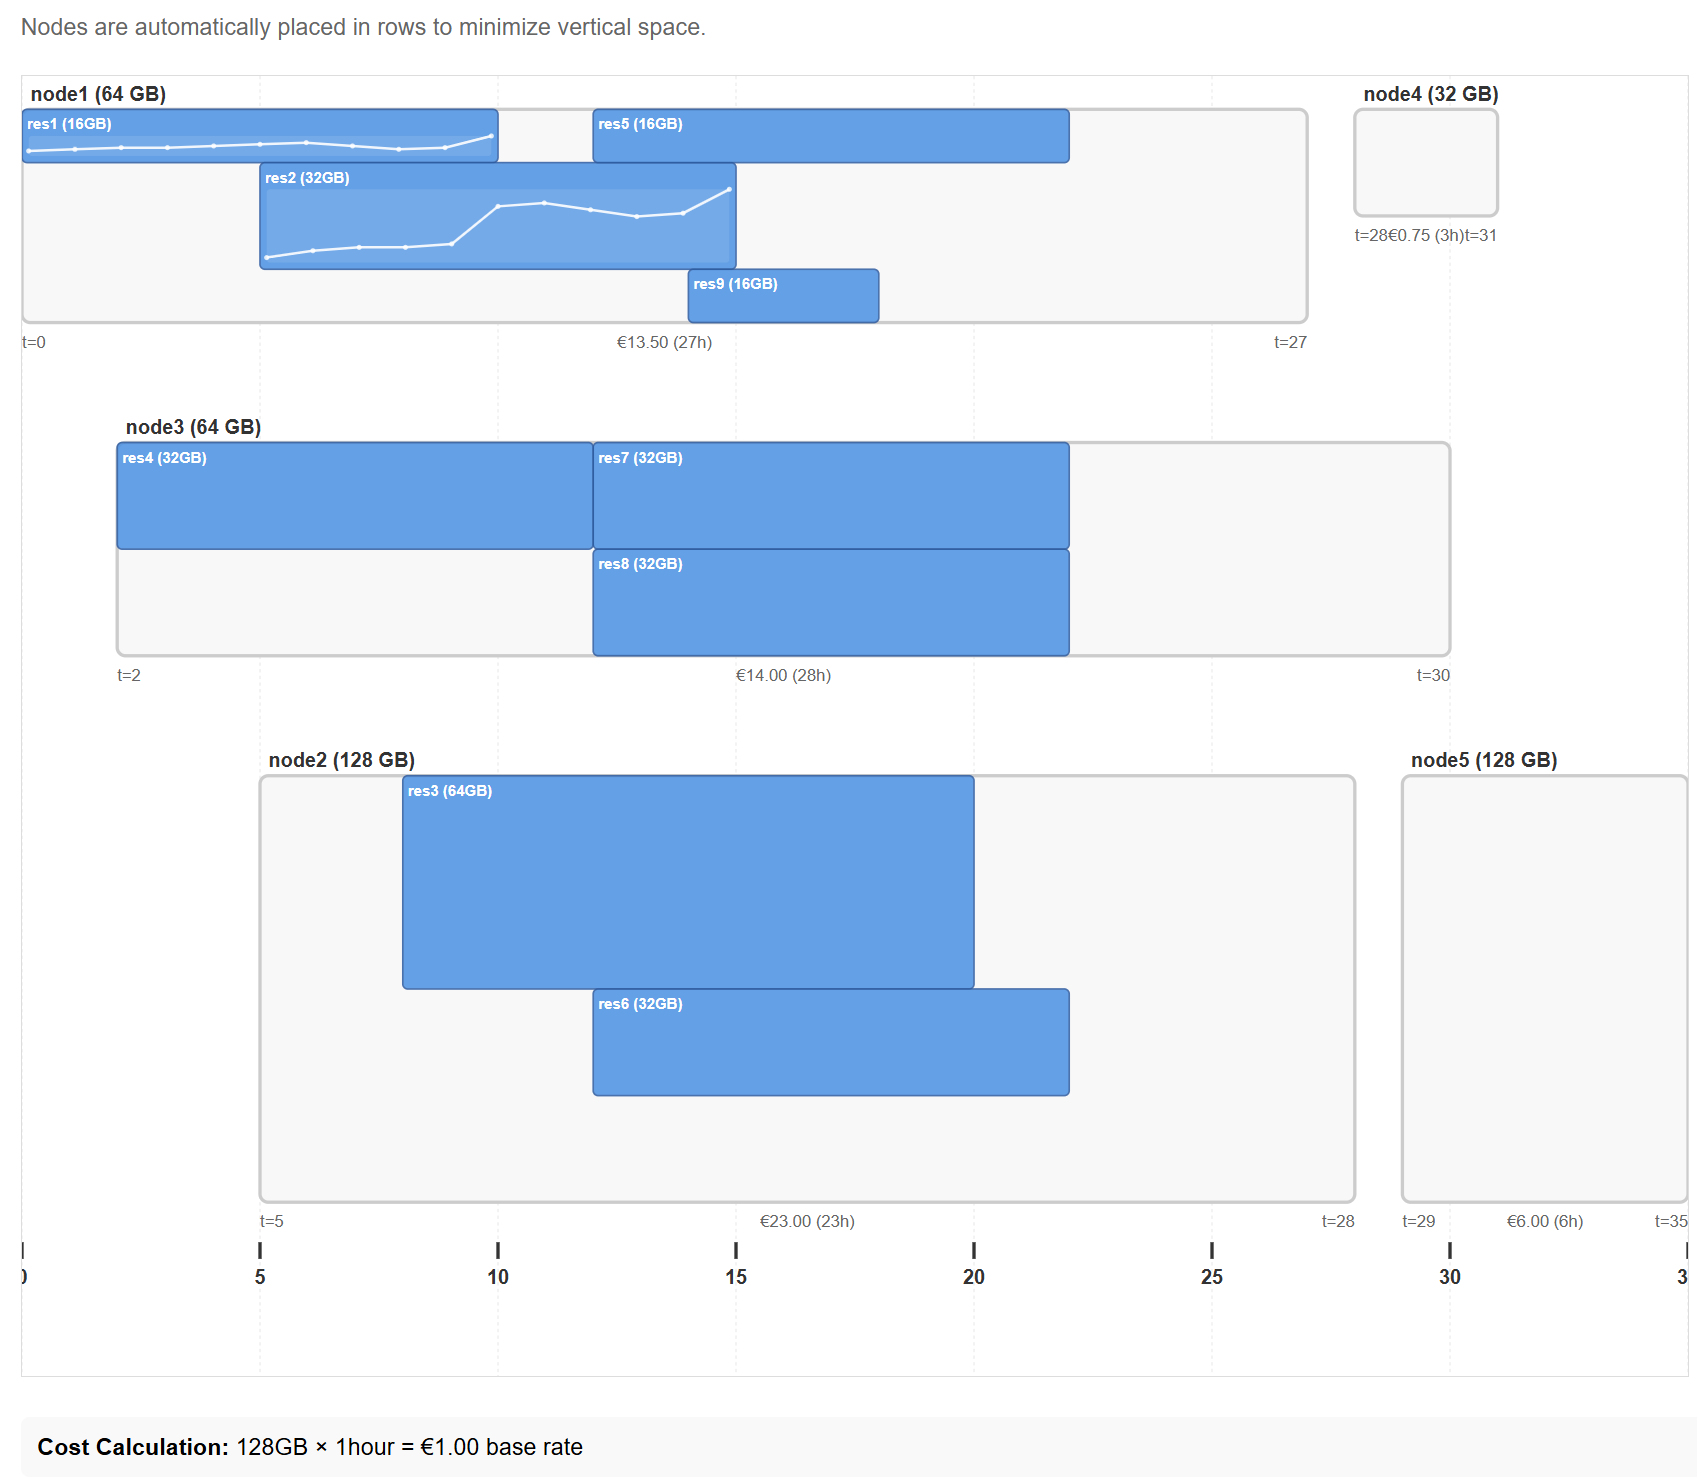 Nodes are automatically placed in rows to minimize vertical space.
node1 (64 GB)
node4 (32 GB)
res1 (16GB)
res5 (16GB)
res2 (32GB)
t=28€0.75 (3h)t=31
res9 (16GB)
t=0 €13.50 (27h) t=27
node3 (64 GB)
res4 (32GB)
res7 (32GB)
res8 (32GB)
t=2 €14.00 (28h) t=30
node2 (128 GB)
node5 (128 GB)
res3 (64GB)
res6 (32GB)
t=5 €23.00 (23h) t=28
t=29 €6.00 (6h) t=35
0 5 10 15 20 25 30 3
Cost Calculation: 128GB × 1hour = €1.00 base rate